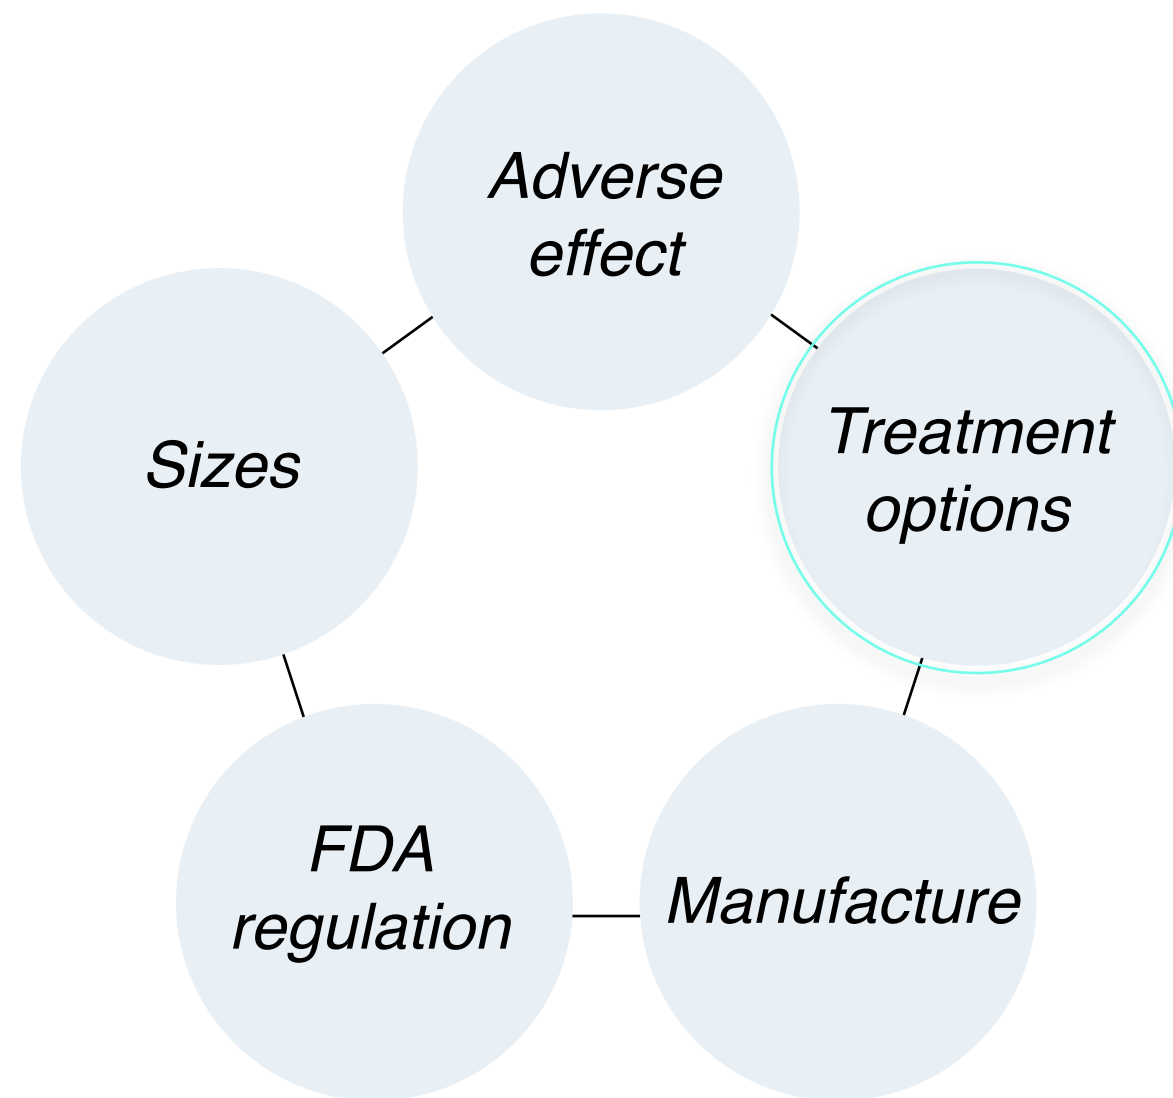 Adverse
effect
Treatment
options
Sizes
FDA
regulation
Manufacture